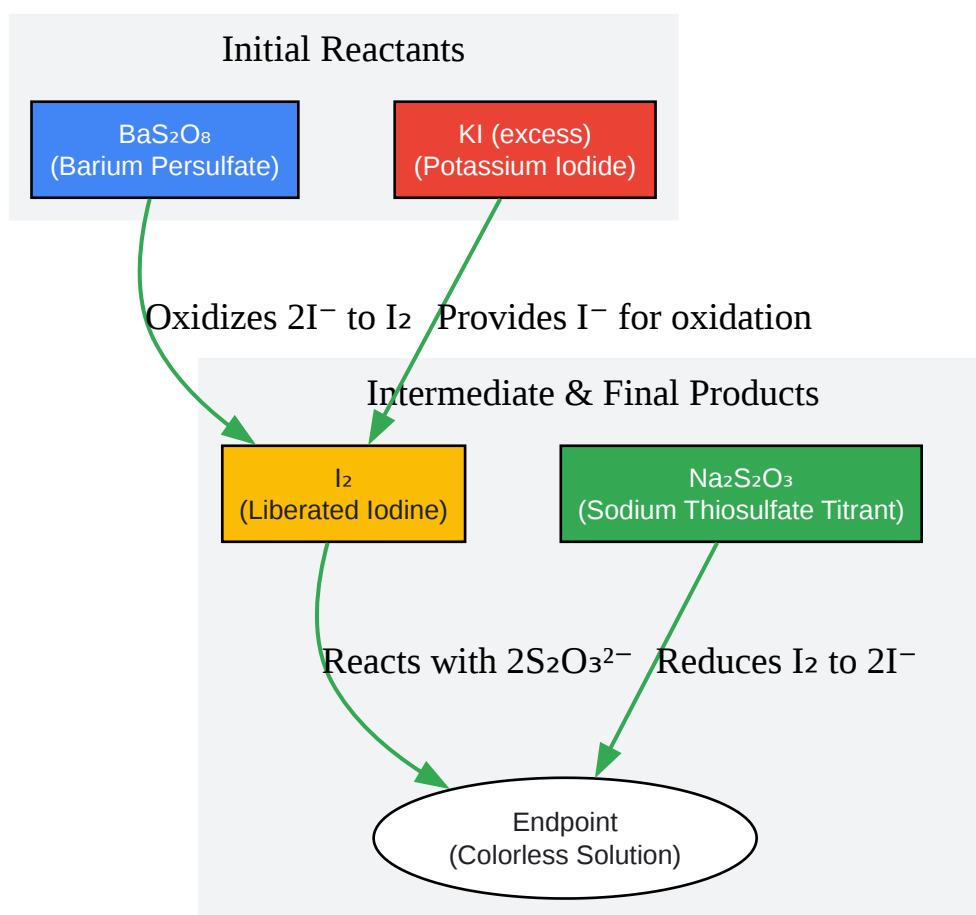 Initial Reactants
BaS₂O₈
(Barium Persulfate)
KI (excess)
(Potassium Iodide)
Oxidizes 2I⁻ to I₂
Provides I⁻ for oxidation
Intermediate & Final Products
I₂
(Liberated Iodine)
Na₂S₂O₃
(Sodium Thiosulfate Titrant)
Reacts with 2S₂O₃²⁻
Reduces I₂ to 2I⁻
Endpoint
(Colorless Solution)